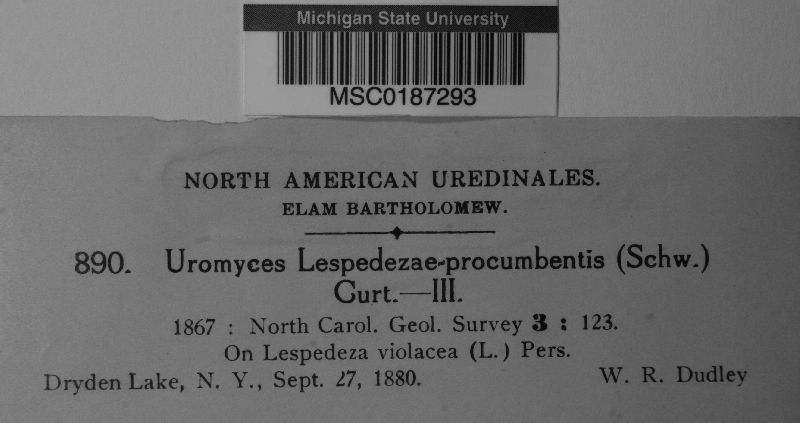 Michigan State University
MSC0187293
NORTH AMERICAN UREDINALES.
ELAM BARTHOLOMEW.
890. Uromyces Lespedezae-procumbentis (Schw.)
Curt.—III.
1867 : North Carol. Geol. Survey 3 : 123.
On Lespedeza violacea (L.) Pers.
Dryden Lake, N. Y., Sept. 27, 1880. W. R. Dudley